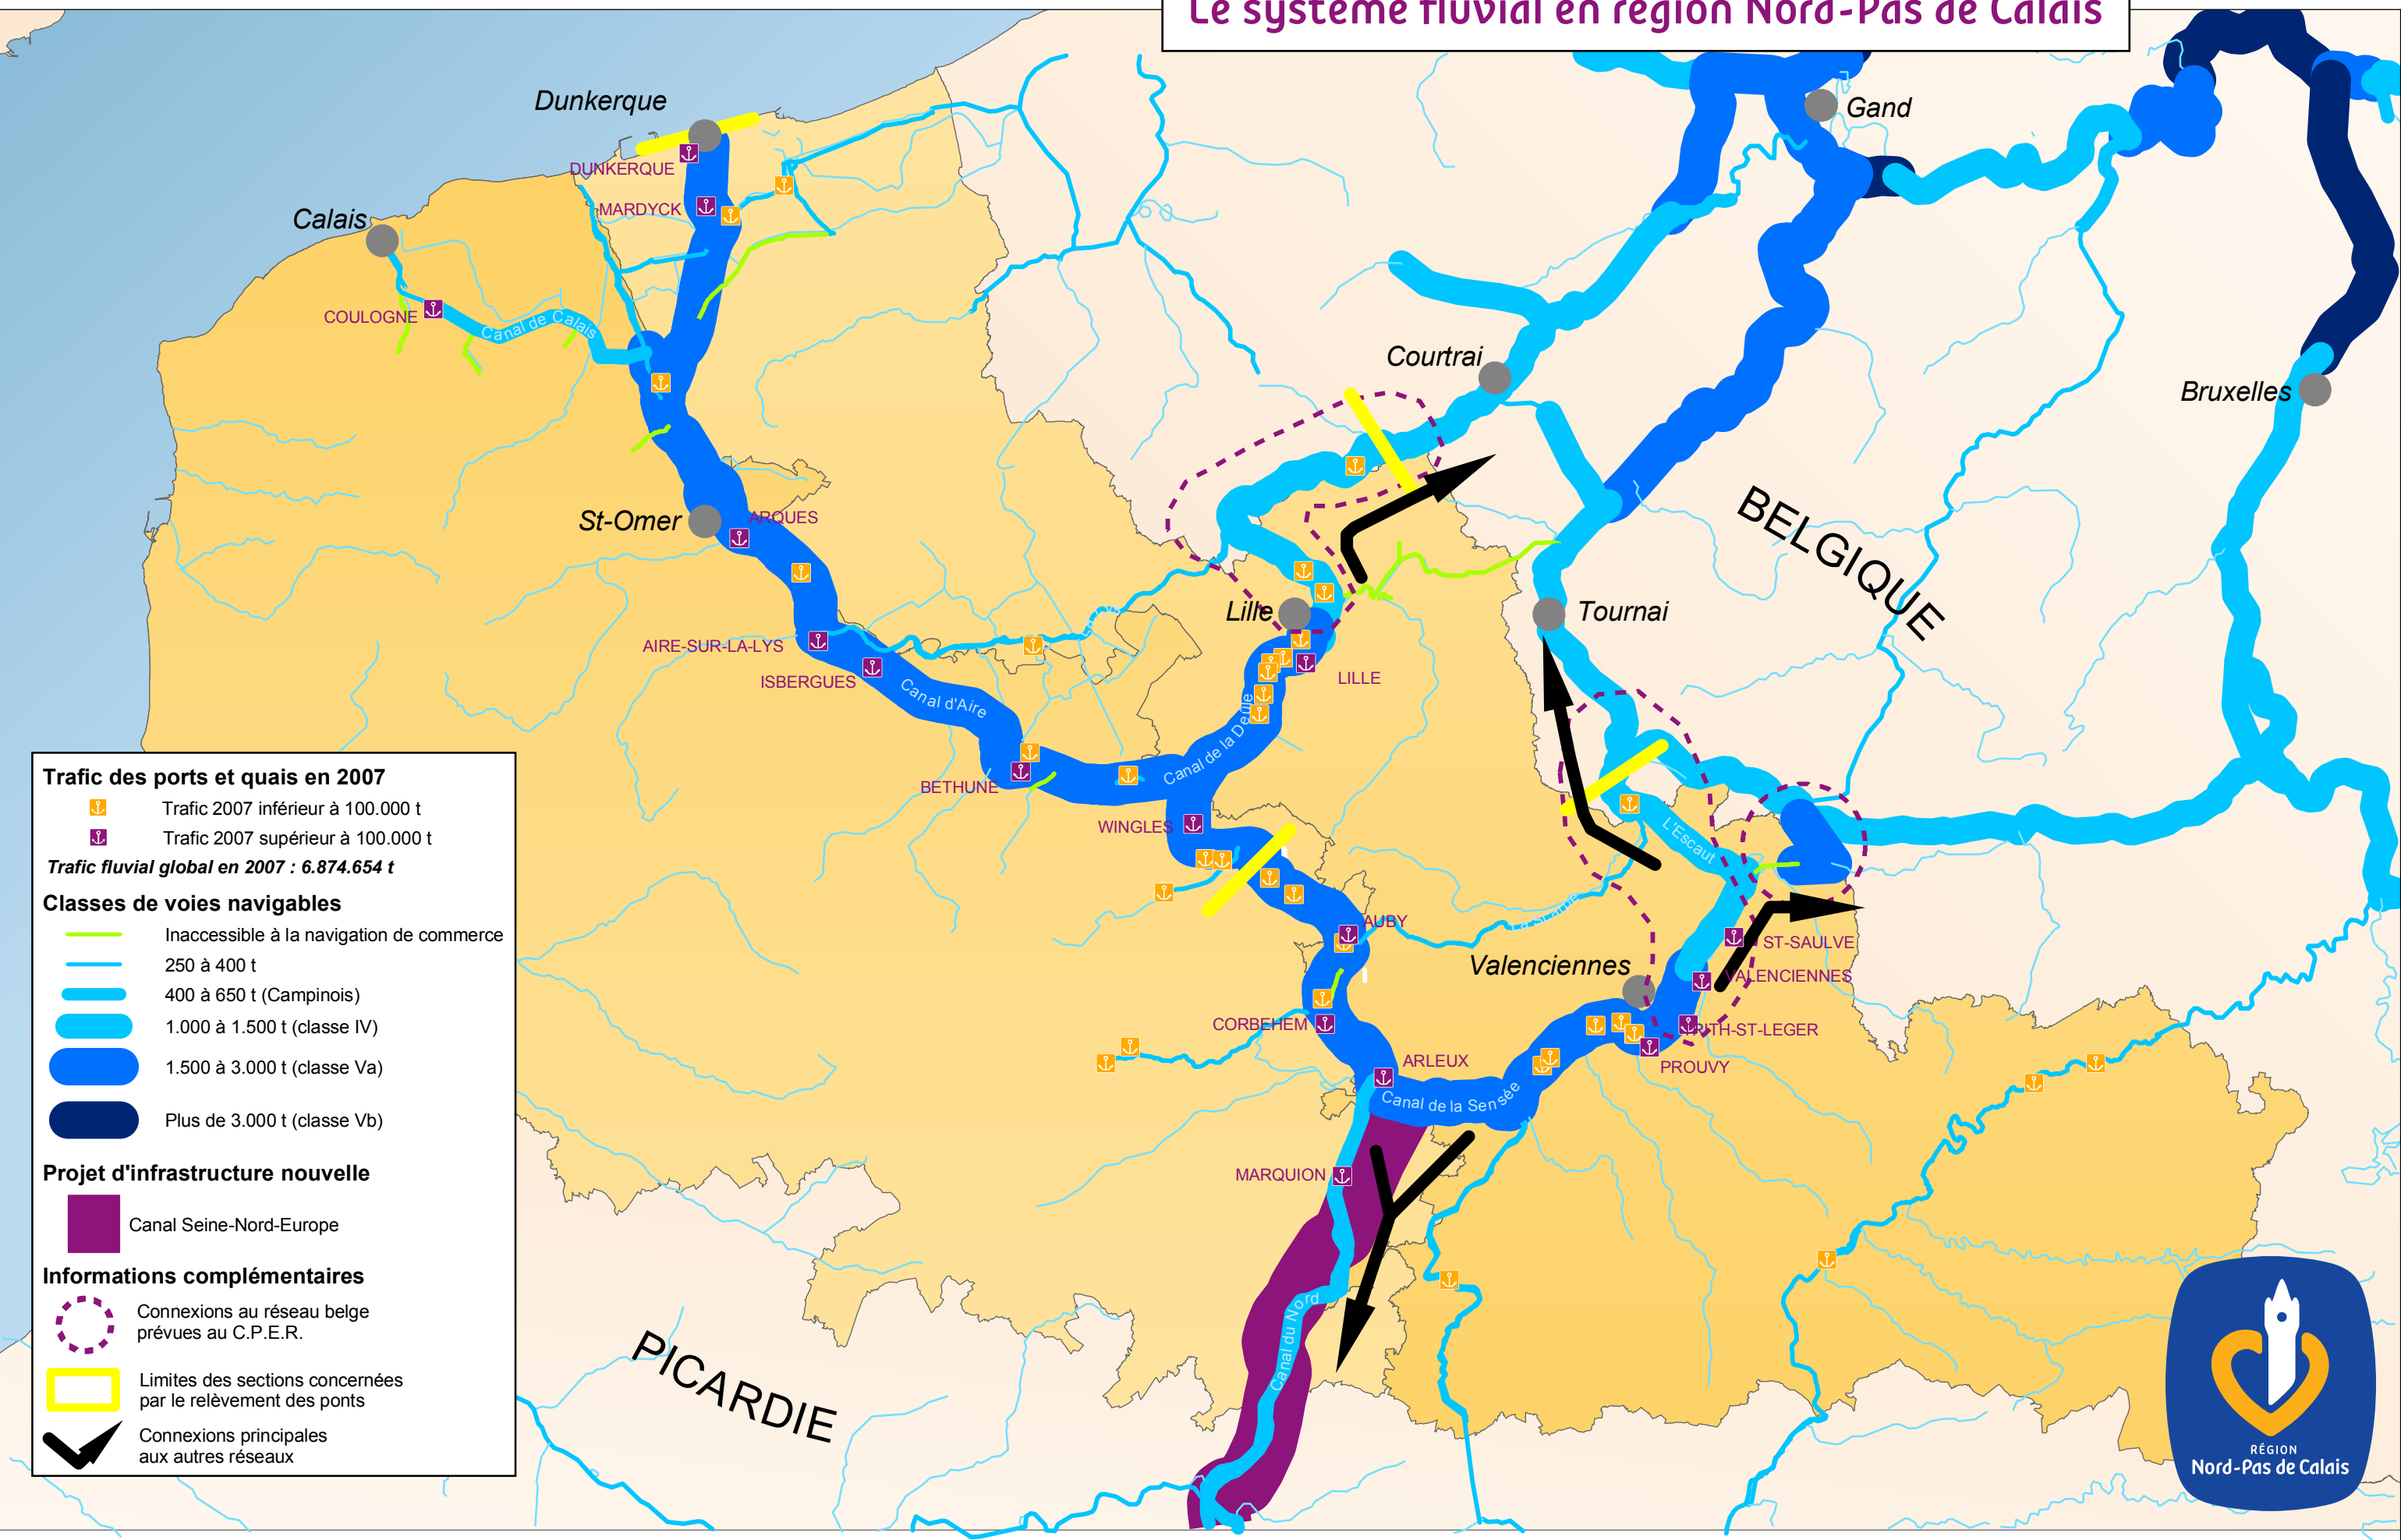 Le système fluvial en région Nord-Pas de Calais
Dunkerque
DUNKERQUE
MARDYCK
Calais
COULOGNE
Canal de Calais
Gand
Courtrai
Bruxelles
St-Omer
ARQUES
BELGIQUE
Lille
Tournai
AIRE-SUR-LA-LYS
ISBERGUES
LILLE
La Lys
Canal d'Aire
Canal de la Deule
BETHUNE
WINGLES
L'Escaut
AUBY
La Scarpe
Valenciennes
ST-SAULVE
VALENCIENNES
CORBEHEM
TRITH-ST-LEGER
ARLEUX
PROUVY
Canal de la Sensée
MARQUION
Canal du Nord
PICARDIE
Trafic des ports et quais en 2007
Trafic 2007 inférieur à 100.000 t
Trafic 2007 supérieur à 100.000 t
Trafic fluvial global en 2007 : 6.874.654 t
Classes de voies navigables
Inaccessible à la navigation de commerce
250 à 400 t
400 à 650 t (Campinois)
1.000 à 1.500 t (classe IV)
1.500 à 3.000 t (classe Va)
Plus de 3.000 t (classe Vb)
Projet d'infrastructure nouvelle
Canal Seine-Nord-Europe
Informations complémentaires
Connexions au réseau belge
prévues au C.P.E.R.
Limites des sections concernées
par le relèvement des ponts
Connexions principales
aux autres réseaux
RÉGION
Nord-Pas de Calais